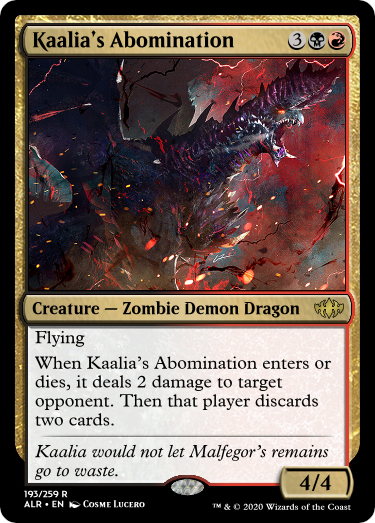 Kaalia's Abomination 3
Creature — Zombie Demon Dragon
Flying
When Kaalia's Abomination enters or
dies, it deals 2 damage to target
opponent. Then that player discards
two cards.
Kaalia would not let Malfegor's remains
go to waste.
4/4
193/259 R
ALR • EN Cosme Lucero
™ & © 2020 Wizards of the Coast